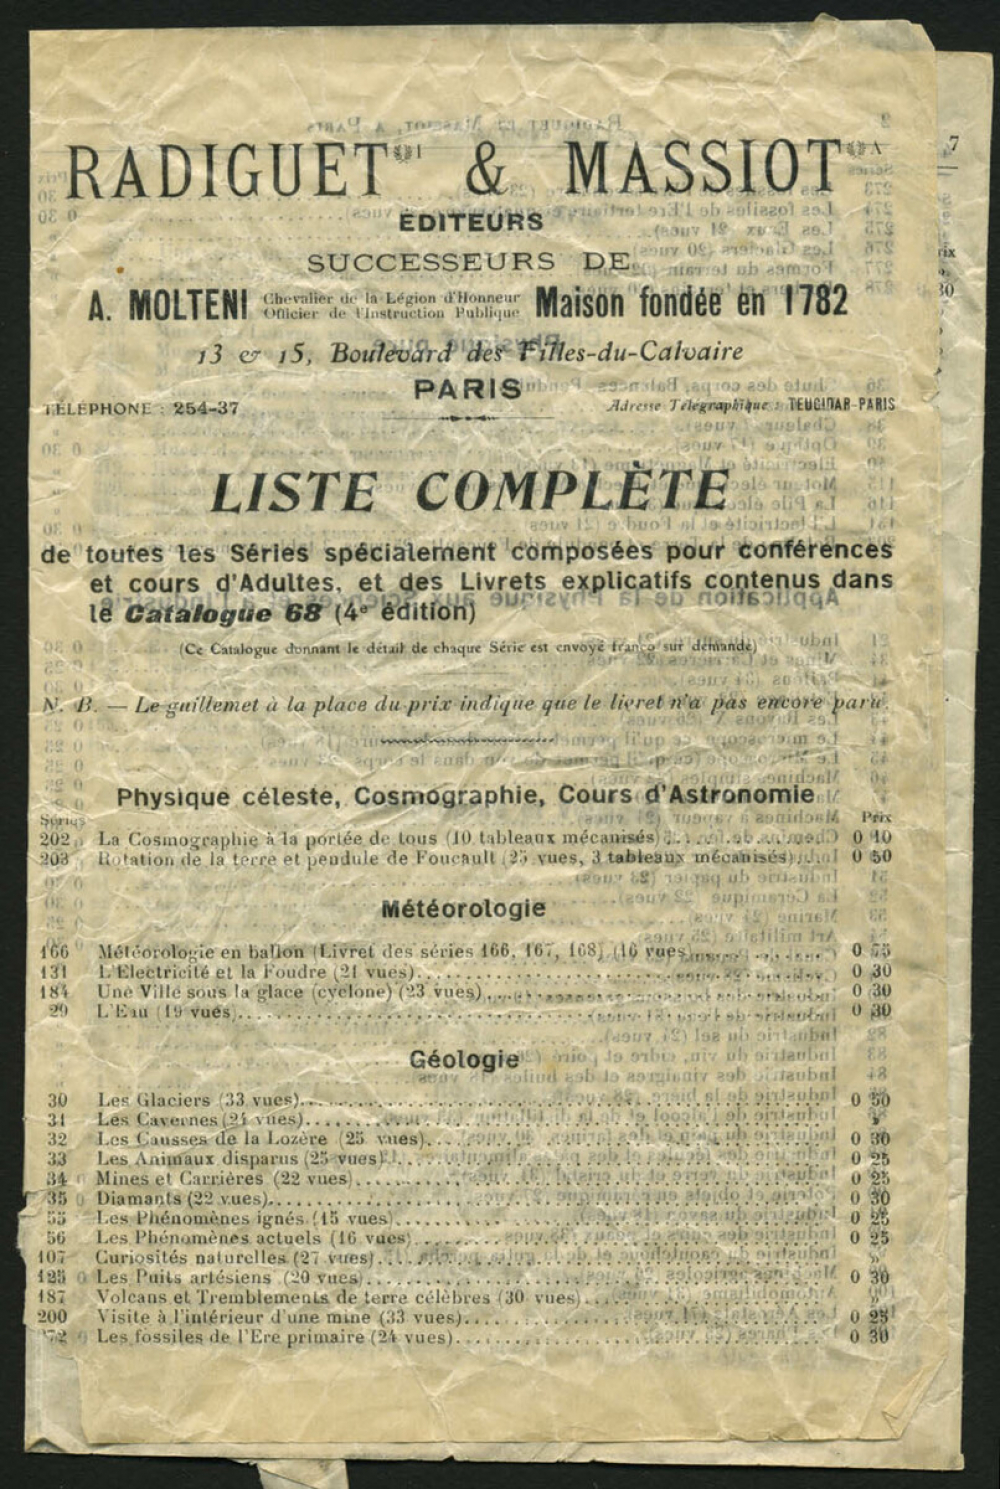 RADIGUET & MASSIOT
ÉDITEURS
SUCCESSEURS DE
A. MOLTENI Chevalier de la Légion d'Honneur
Officier de l'Instruction Publique Maison fondée en 1782
13 & 15, Boulevard des Filles-du-Calvaire
PARIS
TÉLÉPHONE : 254-37 Adresse Télégraphique : -PARIS
LISTE COMPLÈTE
de toutes les Séries spécialement composées pour conférences
et cours d'Adultes, et des Livrets explicatifs contenus dans
le Catalogue 68 (4e édition)
(Ce Catalogue donnant le détail de chaque Série est envoyé franco sur demande)
N. B. — Le guillemet à la place du prix indique que le livret n'a pas encore paru.
Physique céleste, Cosmographie, Cours d'Astronomie
Séries Prix
202 La Cosmographie à la portée de tous (10 tableaux mécanisés) 0 40
203 Rotation de la terre et pendule de Foucault (25 vues, 3 tableaux mécanisés) 0 50
Météorologie
166 Météorologie en ballon (Livret des séries 166, 167, 168) (16 vues) 0
131 L'Electricité et la Foudre (21 vues) 0 30
184 Une Ville sous la glace (cyclone) (23 vues) 0 30
29 L'Eau (19 vues) 0 30
Géologie
30 Les Glaciers (33 vues) 0 50
31 Les Cavernes (24 vues) »
32 Les Causses de la Lozère (25 vues) 0 30
33 Les Animaux disparus (25 vues) 0 25
34 Mines et Carrières (22 vues) 0 25
35 Diamants (22 vues) 0 30
55 Les Phénomènes ignés (15 vues) 0 25
56 Les Phénomènes actuels (16 vues) 0 25
107 Curiosités naturelles (27 vues) »
125 Les Puits artésiens (20 vues) 0 30
187 Volcans et Tremblements de terre célèbres (30 vues) »
200 Visite à l'intérieur d'une mine (33 vues) 0 25
272 Les fossiles de l'Ere primaire (24 vues) 0 30
7